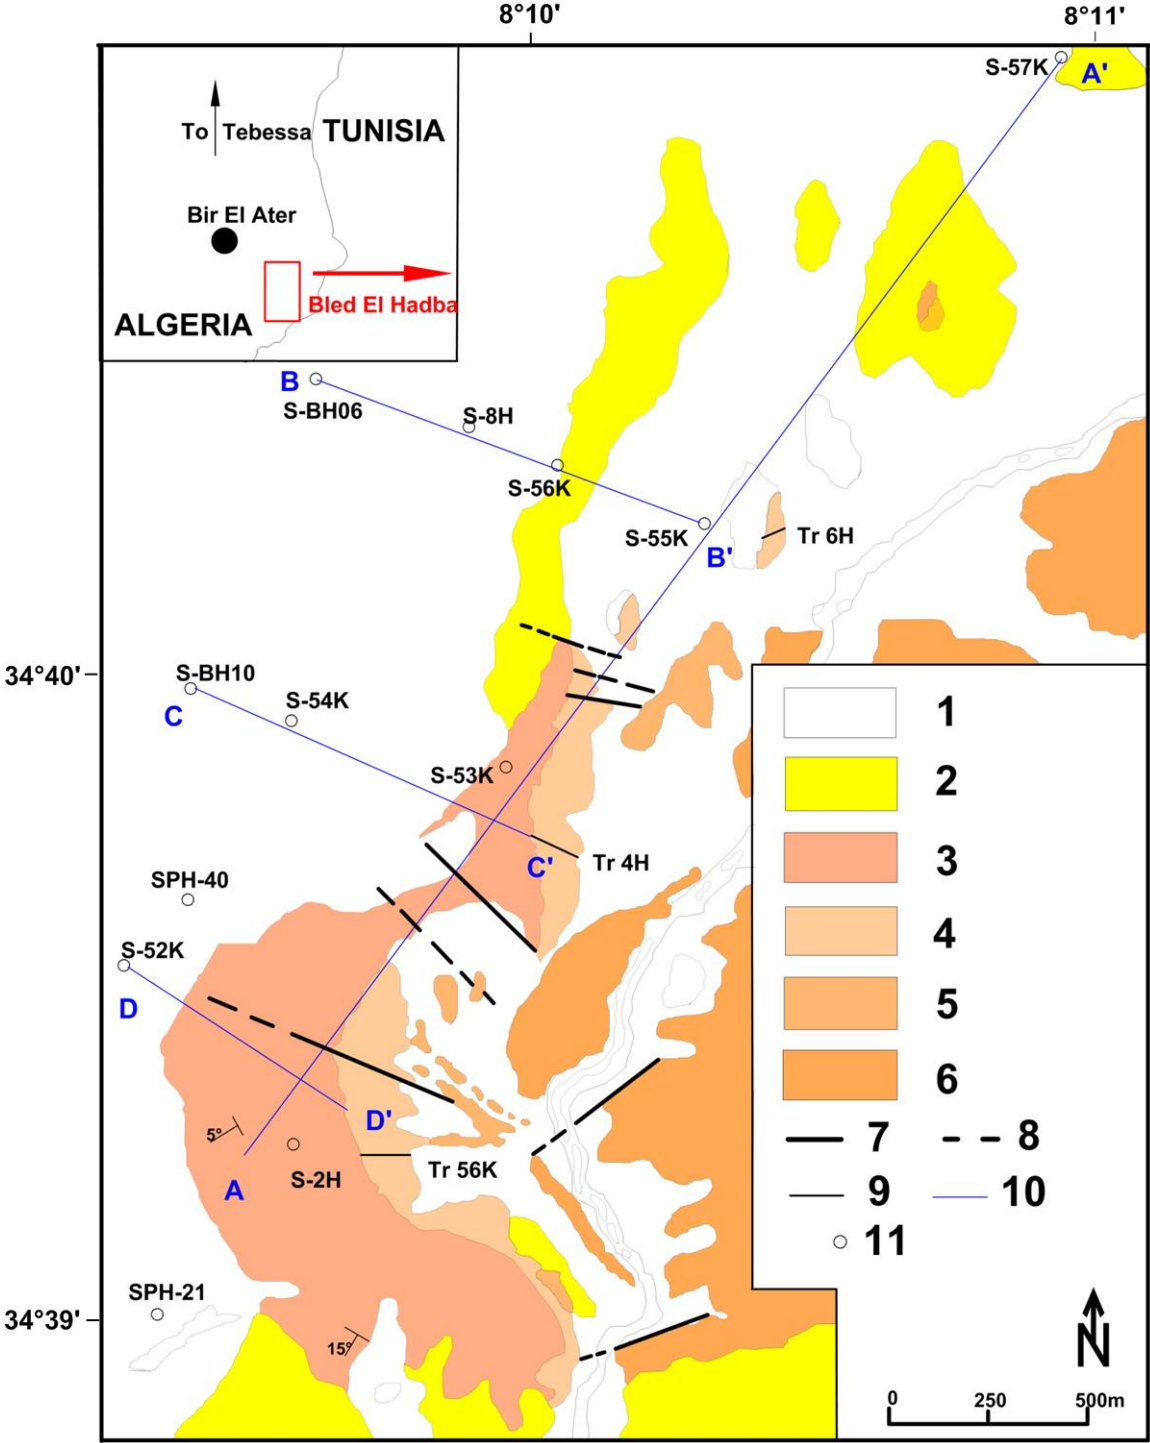 8°10'
8°11'
S-57K
A'
To Tebessa
TUNISIA
Bir El Ater
Bled El Hadba
ALGERIA
B
S-BH06
S-8H
S-56K
S-55K
B'
Tr 6H
34°40'
S-BH10
C
S-54K
S-53K
C'
Tr 4H
SPH-40
S-52K
D
D'
5°
A
S-2H
Tr 56K
SPH-21
34°39'
15°
1
2
3
4
5
6
7
8
9
10
11
N
0 250 500m